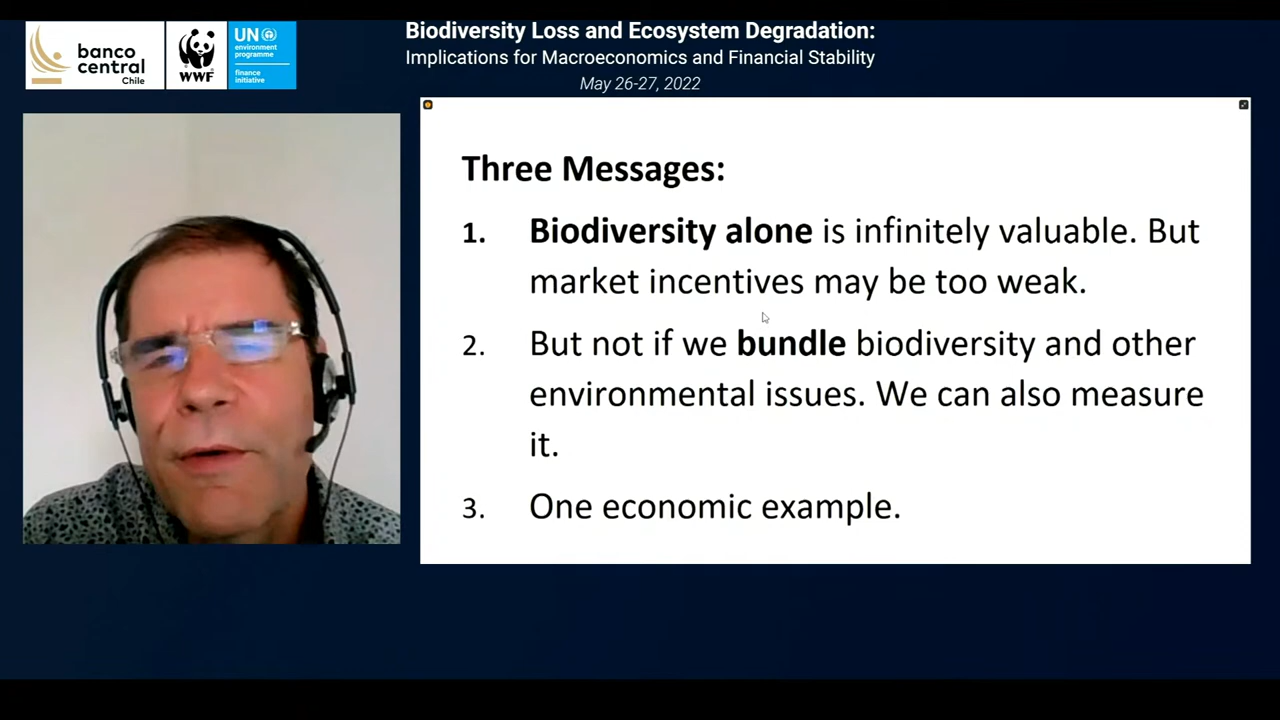 Biodiversity Loss and Ecosystem Degradation:
Implications for Macroeconomics and Financial Stability
May 26-27, 2022
banco
central
Chile
WWF
UN
environment
programme
finance
initiative
Three Messages:
1. Biodiversity alone is infinitely valuable. But
market incentives may be too weak.
2. But not if we bundle biodiversity and other
environmental issues. We can also measure
it.
3. One economic example.